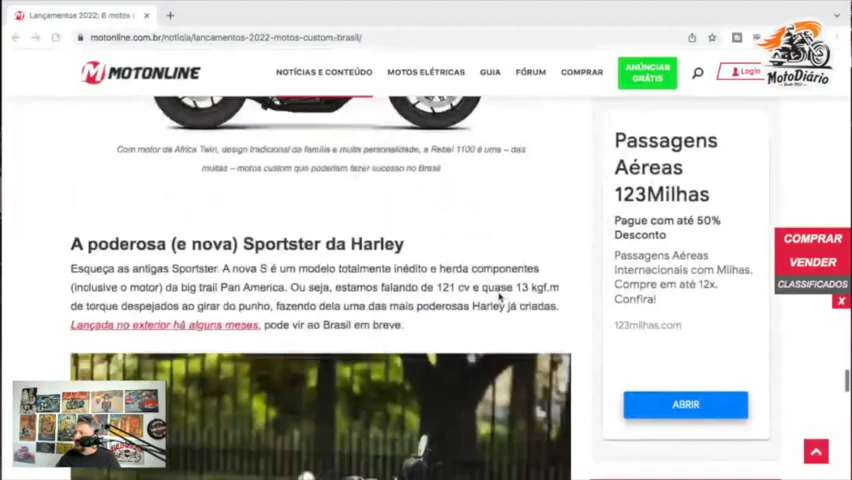 Lançamentos 2022: 6 motos
motonline.com.br/noticia/lancamentos-2022-motos-custom-brasil/
MOTONLINE
NOTÍCIAS E CONTEÚDO
MOTOS ELÉTRICAS
GUIA
FÓRUM
COMPRAR
ANÚNCIAR
GRÁTIS
Login
MotoDiário
Com motor da Africa Twin, design tradicional da família e muita personalidade, a Rebel 1100 é uma – das
muitas – motos custom que poderiam fazer sucesso no Brasil
A poderosa (e nova) Sportster da Harley
Esqueça as antigas Sportster. A nova S é um modelo totalmente inédito e herda componentes
(inclusive o motor) da big trail Pan America. Ou seja, estamos falando de 121 cv e quase 13 kgf.m
de torque despejados ao girar do punho, fazendo dela uma das mais poderosas Harley já criadas.
Lançada no exterior há alguns meses, pode vir ao Brasil em breve.
Passagens
Aéreas
123Milhas
Pague com até 50%
Desconto
Passagens Aéreas
Internacionais com Milhas.
Compre em até 12x.
Confira!
123milhas.com
ABRIR
COMPRAR
VENDER
CLASSIFICADOS
X